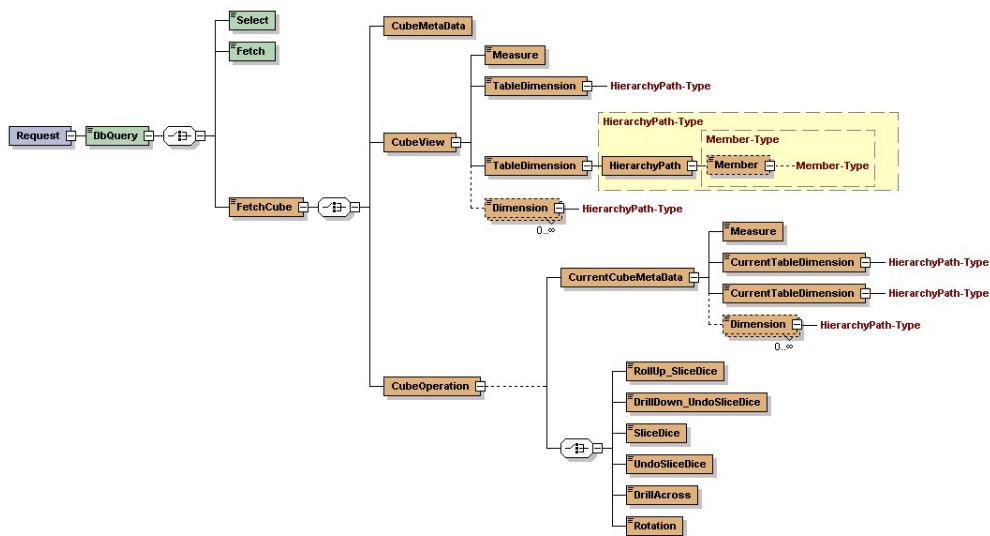 Select
Fetch
Request
DbQuery
FetchCube
CubeMetaData
CubeView
Measure
TableDimension
HierarchyPath-Type
HierarchyPath-Type
Member-Type
TableDimension
HierarchyPath
Member
Member-Type
Dimension
HierarchyPath-Type
0..∞
CubeOperation
CurrentCubeMetaData
Measure
CurrentTableDimension
HierarchyPath-Type
CurrentTableDimension
HierarchyPath-Type
Dimension
HierarchyPath-Type
0..∞
RollUp_SliceDice
DrillDown_UndoSliceDice
SliceDice
UndoSliceDice
DrillAcross
Rotation